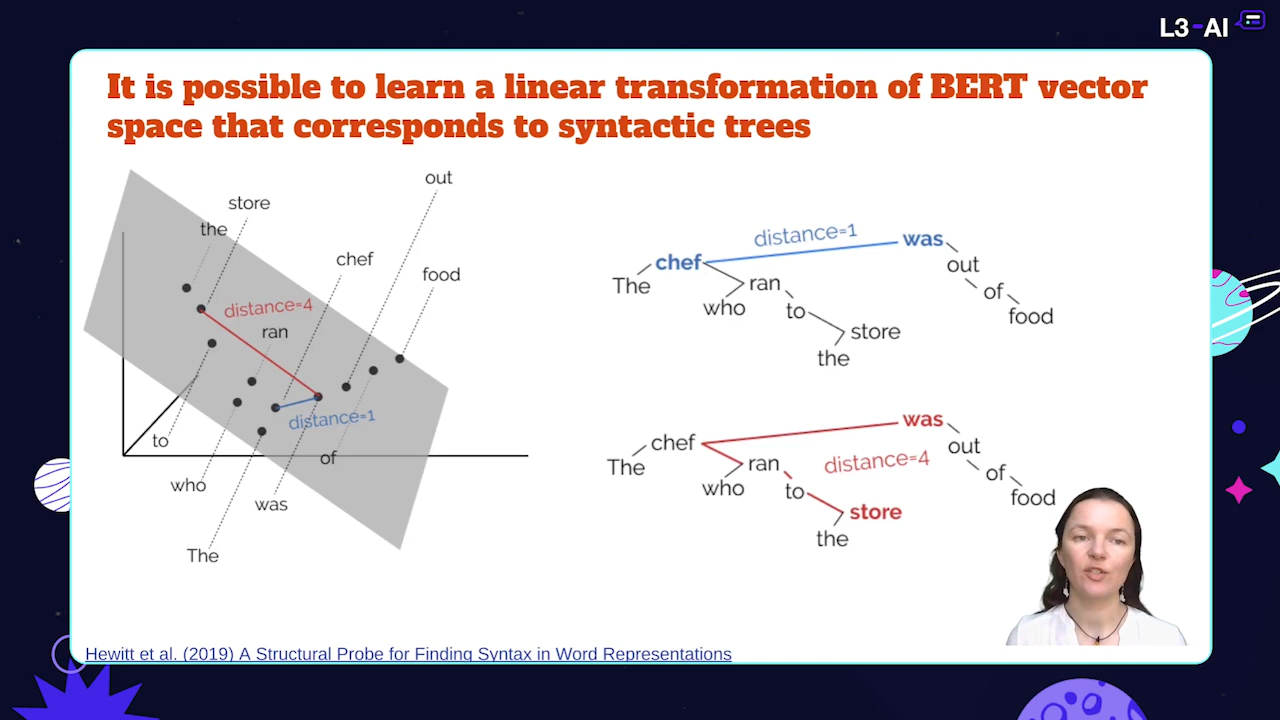 L3-AI
It is possible to learn a linear transformation of BERT vector
space that corresponds to syntactic trees
out
store
the
chef
food
distance=4
ran
distance=1
to
of
who
was
The
distance=1
was
chef
out
The
ran
of
who
to
food
store
the
was
chef
out
distance=4
The
ran
of
who
to
food
store
the
Hewitt et al. (2019) A Structural Probe for Finding Syntax in Word Representations